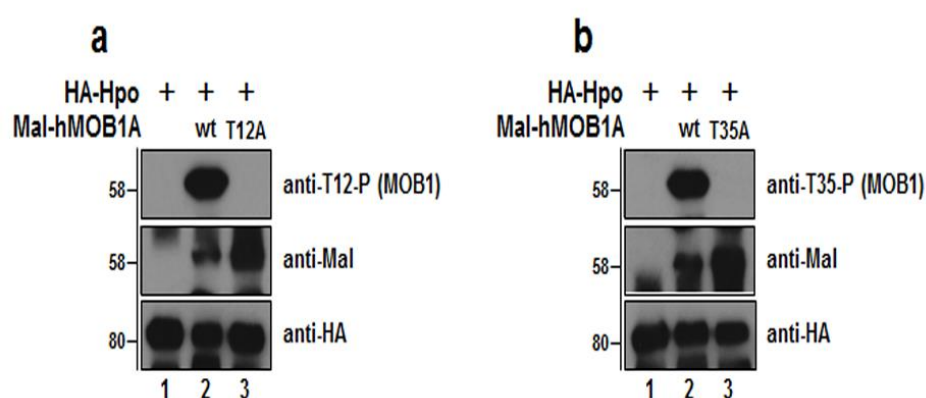 a
HA-Hpo + + +
Mal-hMOB1A wt T12A
58 anti-T12-P (MOB1)
58 anti-Mal
80 anti-HA
1 2 3
b
HA-Hpo + + +
Mal-hMOB1A wt T35A
58 anti-T35-P (MOB1)
58 anti-Mal
80 anti-HA
1 2 3